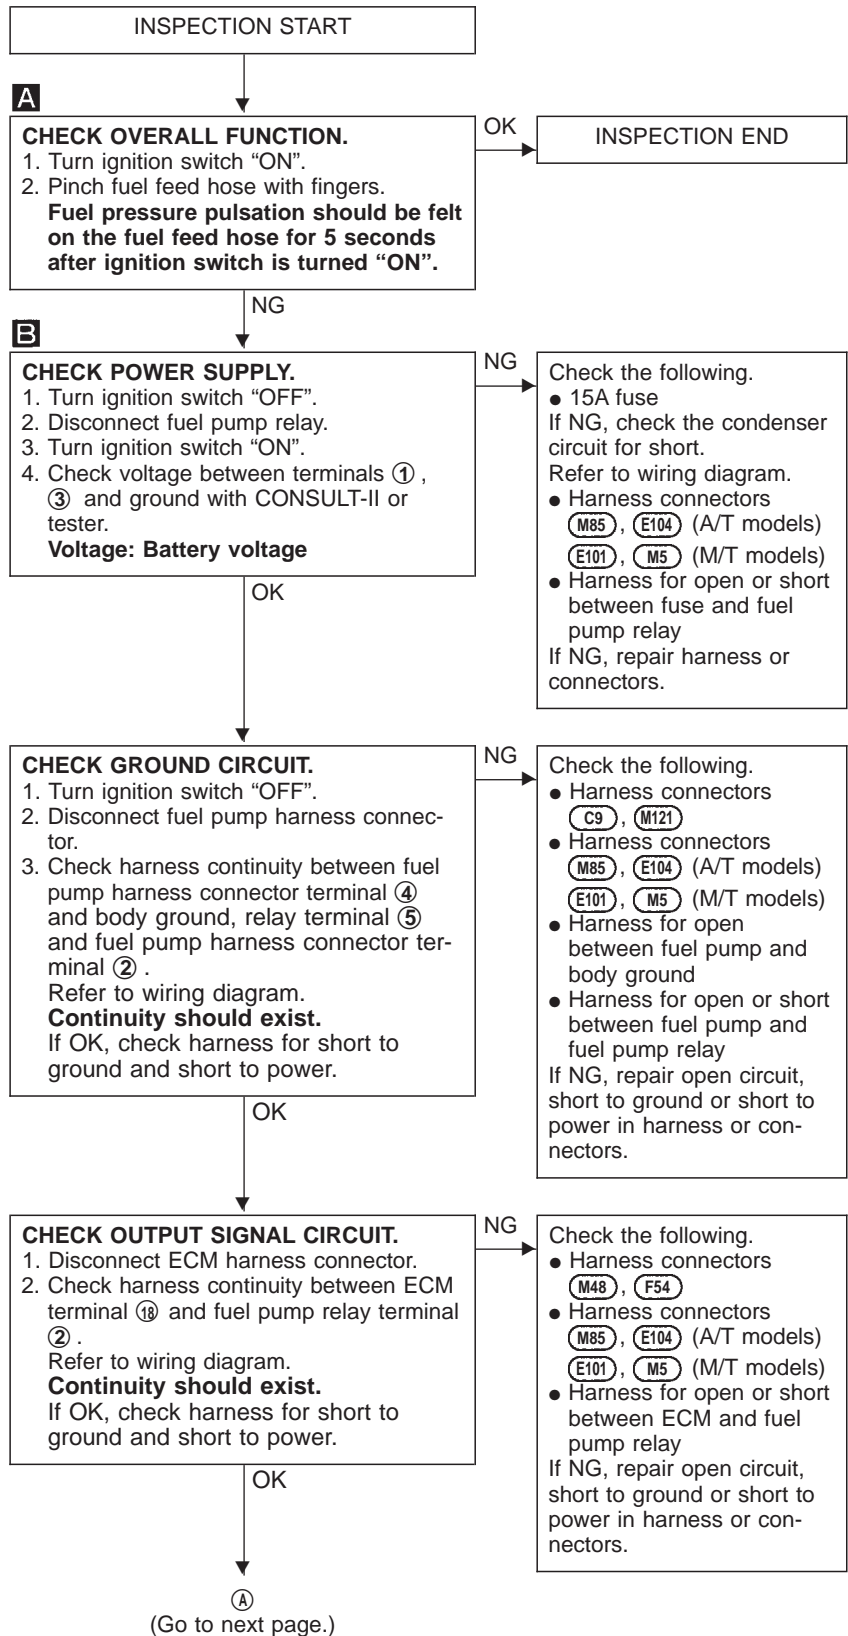 INSPECTION START
A
CHECK OVERALL FUNCTION.
1. Turn ignition switch “ON”.
2. Pinch fuel feed hose with fingers.
Fuel pressure pulsation should be felt
on the fuel feed hose for 5 seconds
after ignition switch is turned “ON”.
OK
INSPECTION END
NG
B
CHECK POWER SUPPLY.
1. Turn ignition switch “OFF”.
2. Disconnect fuel pump relay.
3. Turn ignition switch “ON”.
4. Check voltage between terminals ① ,
③ and ground with CONSULT-II or
tester.
Voltage: Battery voltage
NG
Check the following.
● 15A fuse
If NG, check the condenser
circuit for short.
Refer to wiring diagram.
● Harness connectors
M85 , E104 (A/T models)
E101 , M5 (M/T models)
● Harness for open or short
between fuse and fuel
pump relay
If NG, repair harness or
connectors.
OK
CHECK GROUND CIRCUIT.
1. Turn ignition switch “OFF”.
2. Disconnect fuel pump harness connec-
tor.
3. Check harness continuity between fuel
pump harness connector terminal ④
and body ground, relay terminal ⑤
and fuel pump harness connector ter-
minal ② .
Refer to wiring diagram.
Continuity should exist.
If OK, check harness for short to
ground and short to power.
NG
Check the following.
● Harness connectors
C9 , M121
● Harness connectors
M85 , E104 (A/T models)
E101 , M5 (M/T models)
● Harness for open
between fuel pump and
body ground
● Harness for open or short
between fuel pump and
fuel pump relay
If NG, repair open circuit,
short to ground or short to
power in harness or con-
nectors.
OK
CHECK OUTPUT SIGNAL CIRCUIT.
1. Disconnect ECM harness connector.
2. Check harness continuity between ECM
terminal ⑱ and fuel pump relay terminal
② .
Refer to wiring diagram.
Continuity should exist.
If OK, check harness for short to
ground and short to power.
NG
Check the following.
● Harness connectors
M48 , F54
● Harness connectors
M85 , E104 (A/T models)
E101 , M5 (M/T models)
● Harness for open or short
between ECM and fuel
pump relay
If NG, repair open circuit,
short to ground or short to
power in harness or con-
nectors.
OK
Ⓐ
(Go to next page.)